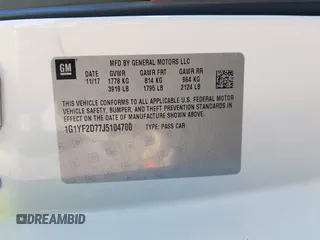 GM
MFD BY GENERAL MOTORS LLC
DATE GVWR GAWR FRT GAWR RR
11/17 1778 KG 814 KG 964 KG
3919 LB 1795 LB 2124 LB
THIS VEHICLE CONFORMS TO ALL APPLICABLE U.S. FEDERAL MOTOR
VEHICLE SAFETY, BUMPER, AND THEFT PREVENTION STANDARDS
IN EFFECT ON THE DATE OF MANUFACTURE SHOWN ABOVE.
1G1YF2D77J5104700 TYPE: PASS CAR
DREAMBID